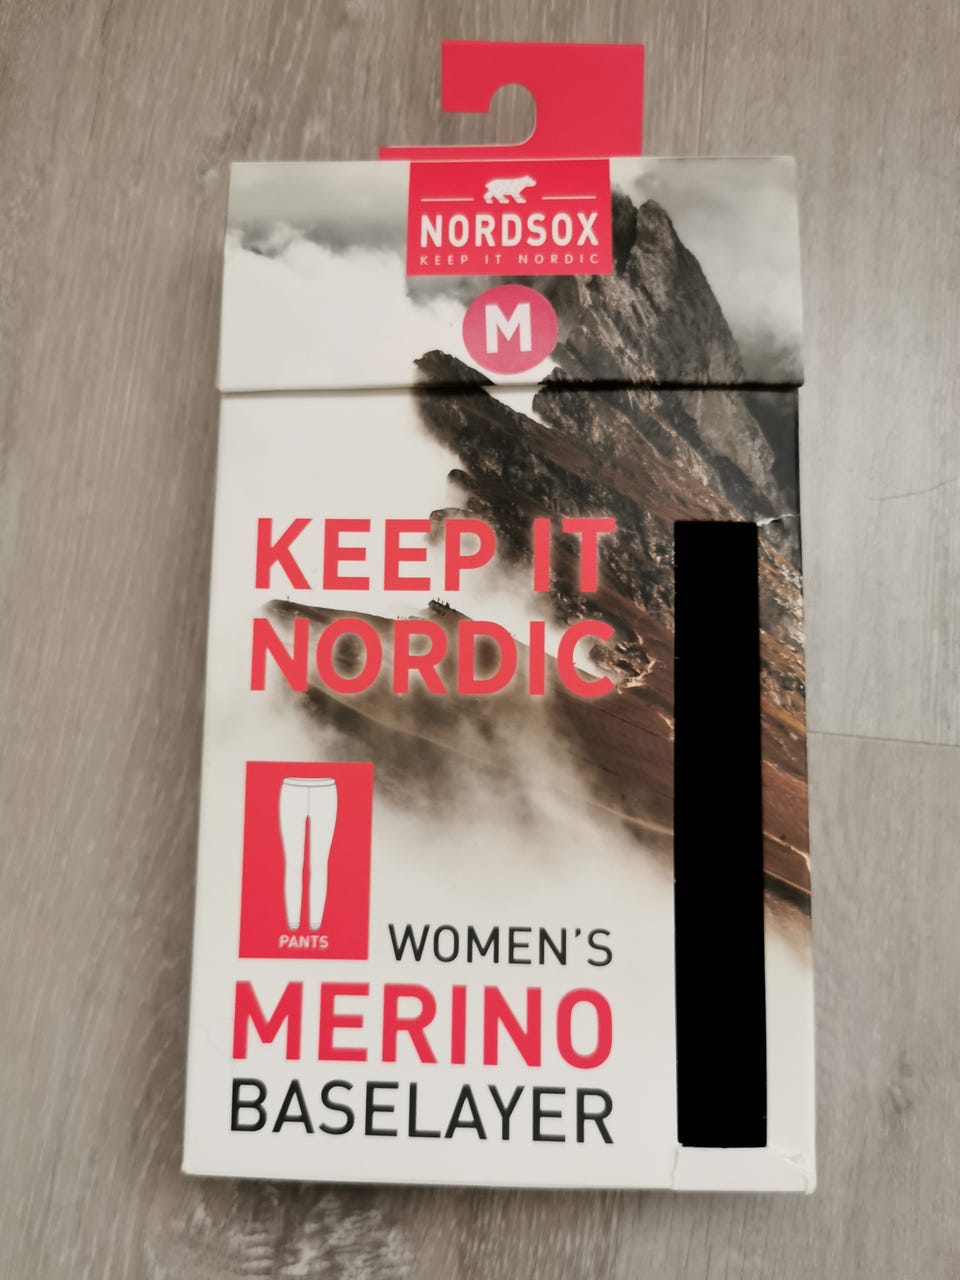 NORDSOX
KEEP IT NORDIC
M
KEEP IT
NORDIC
PANTS
WOMEN'S
MERINO
BASELAYER